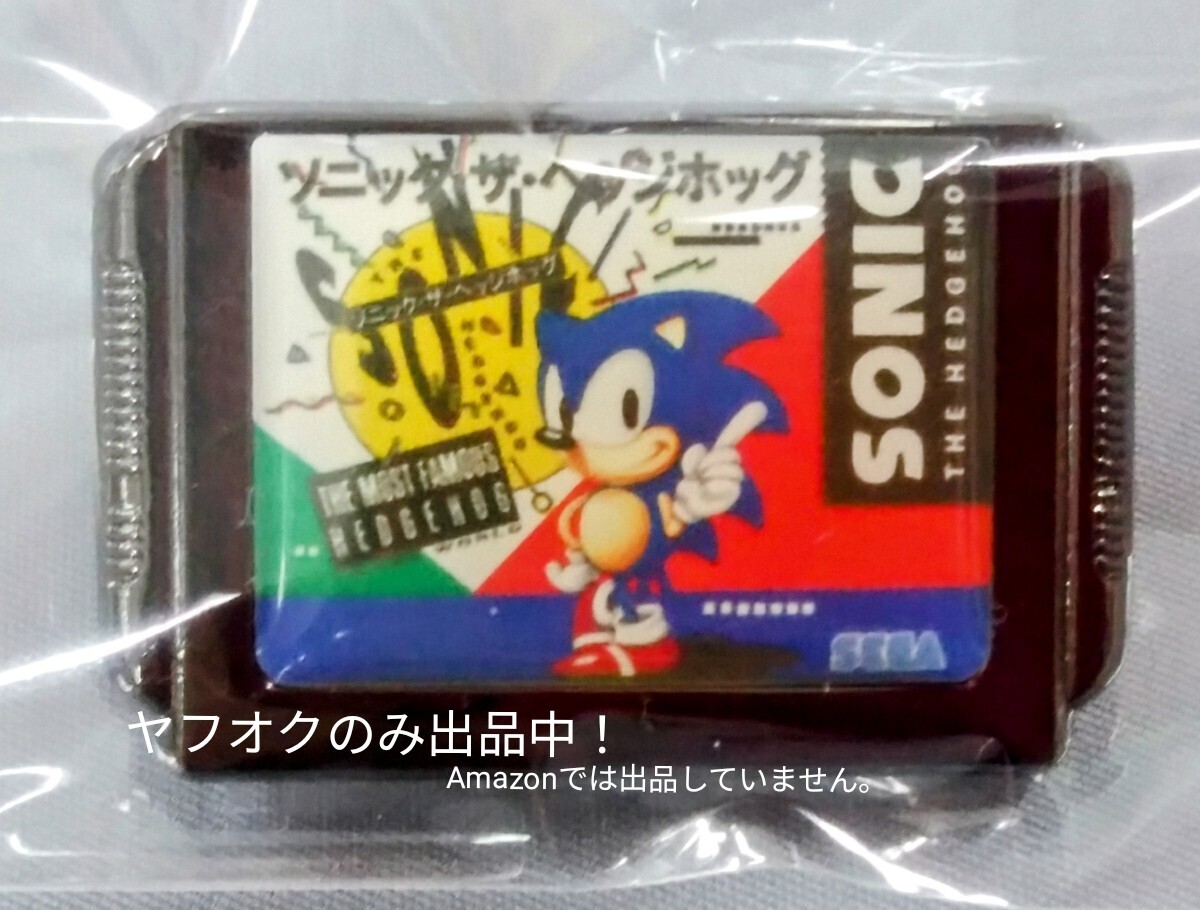 ソニック・ザ・ヘッジホッグ
SONIC
THE
ソニック・ザ・ヘッジホッグ
THE MOST FAMOUS
HEDGEHOG
WORLD
SONIC
THE HEDGEHOG
SEGA
ヤフオクのみ出品中！
Amazonでは出品していません。